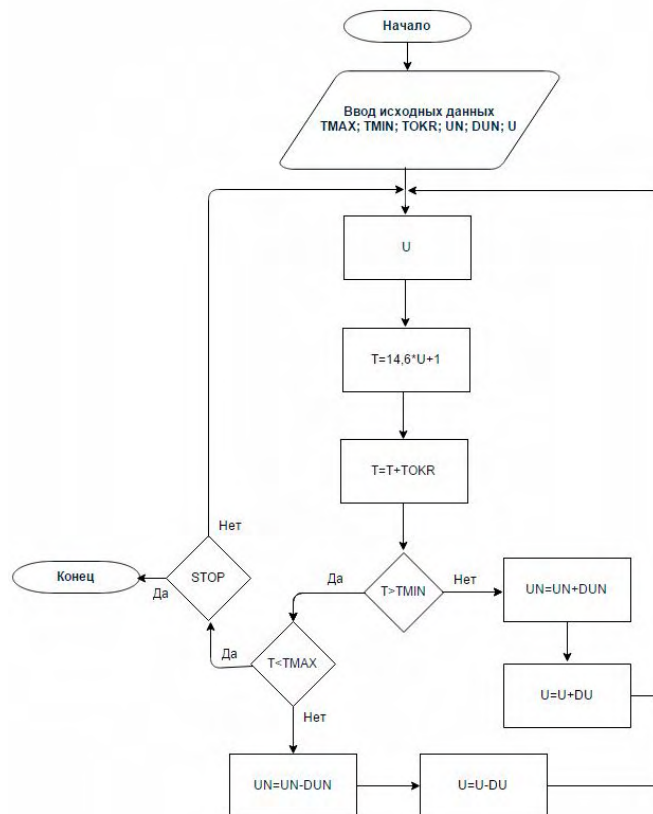 Начало
Ввод исходных данных
TMAX; TMIN; TOKR; UN; DUN; U
U
T=14,6*U+1
T=T+TOKR
Нет
Конец
Да
STOP
Да
T>TMIN
Нет
UN=UN+DUN
Да
T<TMAX
U=U+DU
Нет
UN=UN-DUN
U=U-DU